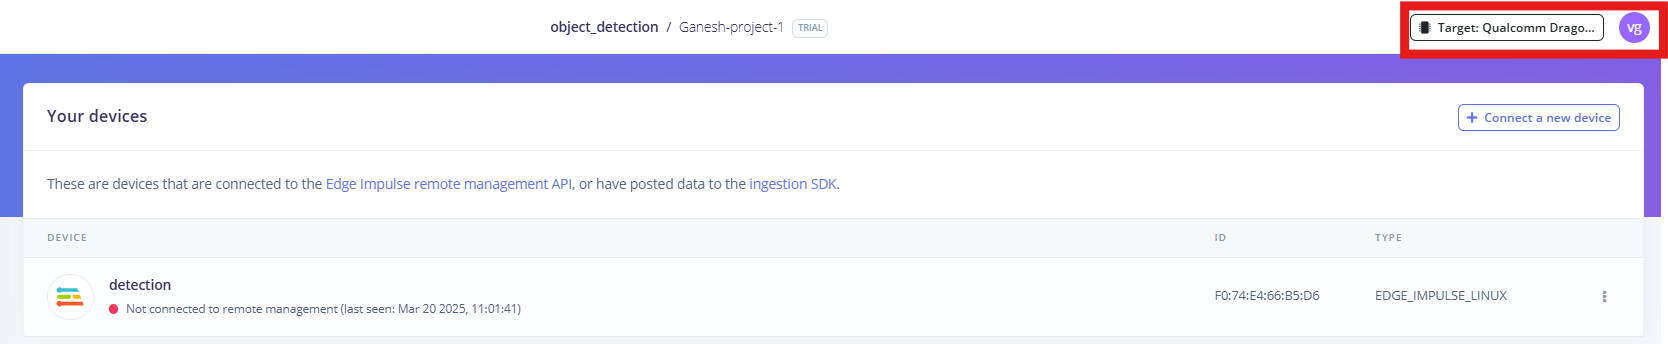 object_detection / Ganesh-project-1 TRIAL
Target: Qualcomm Drago... vg
Your devices
+ Connect a new device
These are devices that are connected to the Edge Impulse remote management API, or have posted data to the ingestion SDK.
DEVICE ID TYPE
detection
Not connected to remote management (last seen: Mar 20 2025, 11:01:41) F0:74:E4:66:B5:D6 EDGE_IMPULSE_LINUX